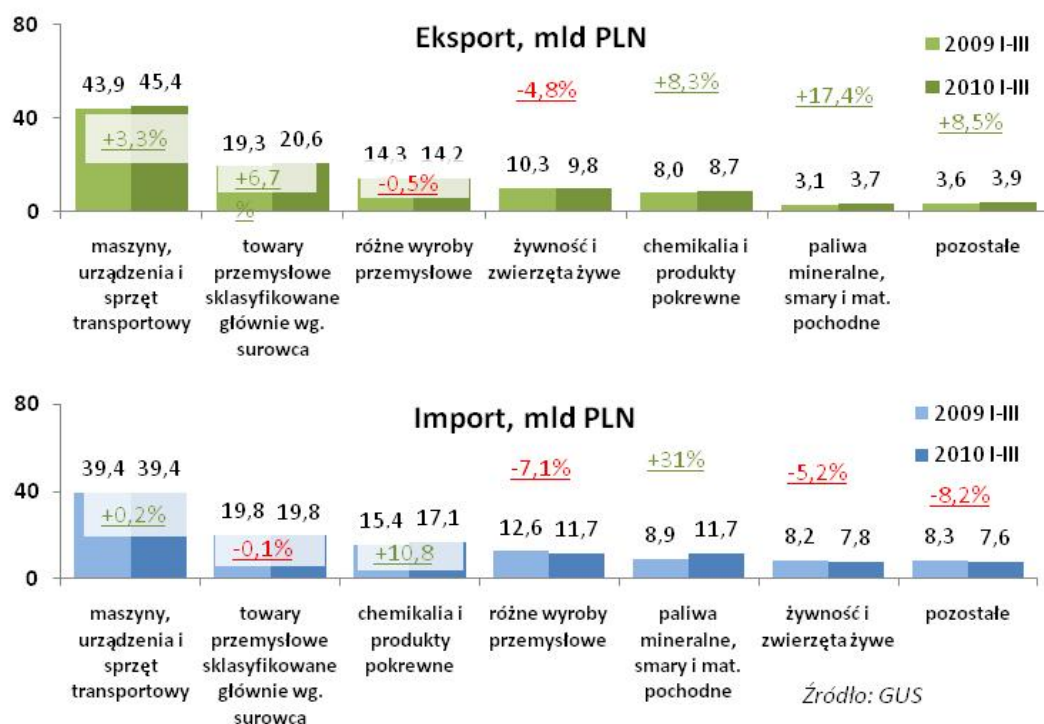 80
Eksport, mld PLN
2009 I-III
2010 I-III
43,9 45,4
-4,8%
+8,3%
+17,4%
40
+3,3%
19,3 20,6
+8,5%
14,3 14,2
10,3 9,8
8,0 8,7
+6,7
%
-0,5%
3,1 3,7
3,6 3,9
0
maszyny,
urządzenia i
sprzęt
transportowy
towary
przemysłowe
sklasyfikowane
głównie wg.
surowca
różne wyroby
przemysłowe
żywność i
zwierzęta żywe
chemikalia i
produkty
pokrewne
paliwa
mineralne,
smary i mat.
pochodne
pozostałe
80
Import, mld PLN
2009 I-III
2010 I-III
39,4 39,4
-7,1%
+31%
-5,2%
-8,2%
40
+0,2%
19,8 19,8
15,4 17,1
12,6 11,7
8,9 11,7
8,2 7,8
8,3 7,6
-0,1%
+10,8
0
maszyny,
urządzenia i
sprzęt
transportowy
towary
przemysłowe
sklasyfikowane
głównie wg.
surowca
chemikalia i
produkty
pokrewne
różne wyroby
przemysłowe
paliwa
mineralne,
smary i mat.
pochodne
żywność i
zwierzęta żywe
pozostałe
Źródło: GUS